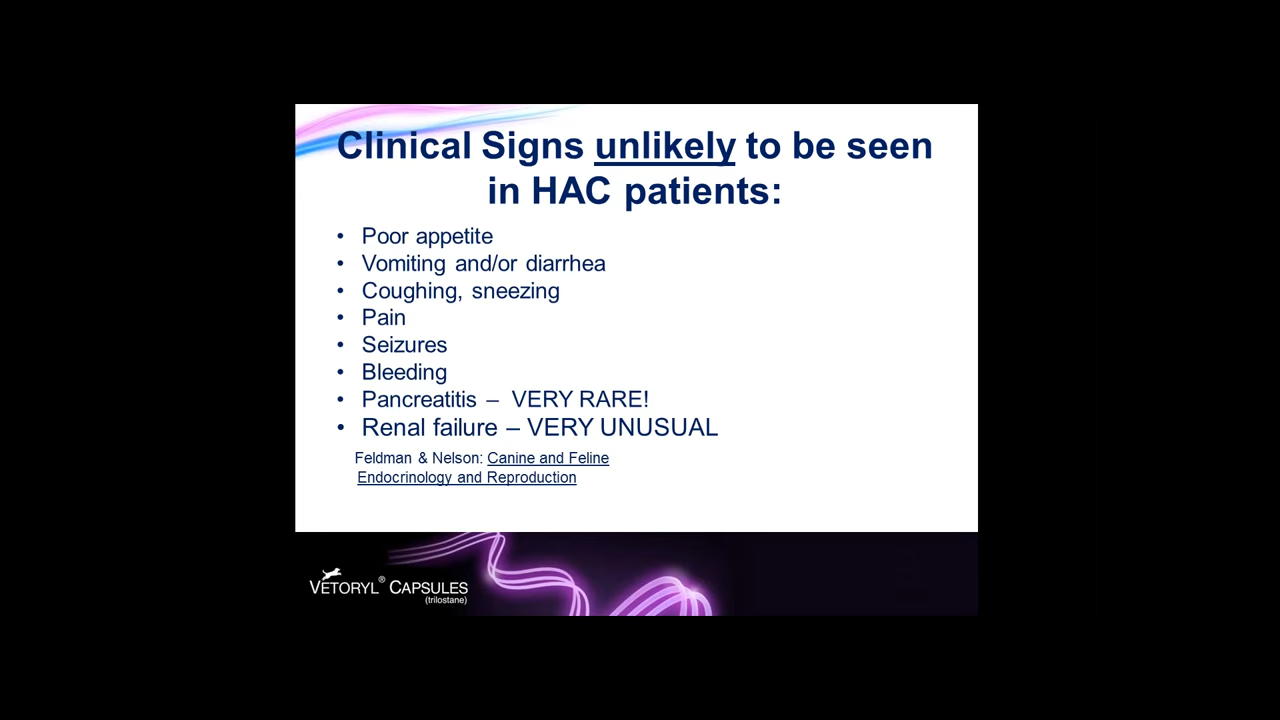 Clinical Signs unlikely to be seen
in HAC patients:
• Poor appetite
• Vomiting and/or diarrhea
• Coughing, sneezing
• Pain
• Seizures
• Bleeding
• Pancreatitis – VERY RARE!
• Renal failure – VERY UNUSUAL
Feldman & Nelson: Canine and Feline
Endocrinology and Reproduction
VETORYL® CAPSULES
(trilostane)